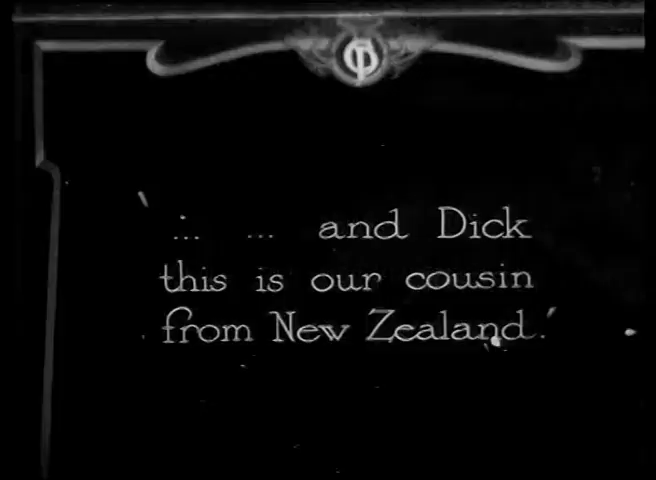 '... ... and Dick
this is our cousin
from New Zealand.'